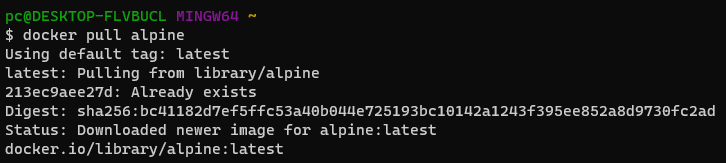 pc@DESKTOP-FLVBUCL MINGW64 ~
$ docker pull alpine
Using default tag: latest
latest: Pulling from library/alpine
213ec9aee27d: Already exists
Digest: sha256:bc41182d7ef5ffc53a40b044e725193bc10142a1243f395ee852a8d9730fc2ad
Status: Downloaded newer image for alpine:latest
docker.io/library/alpine:latest